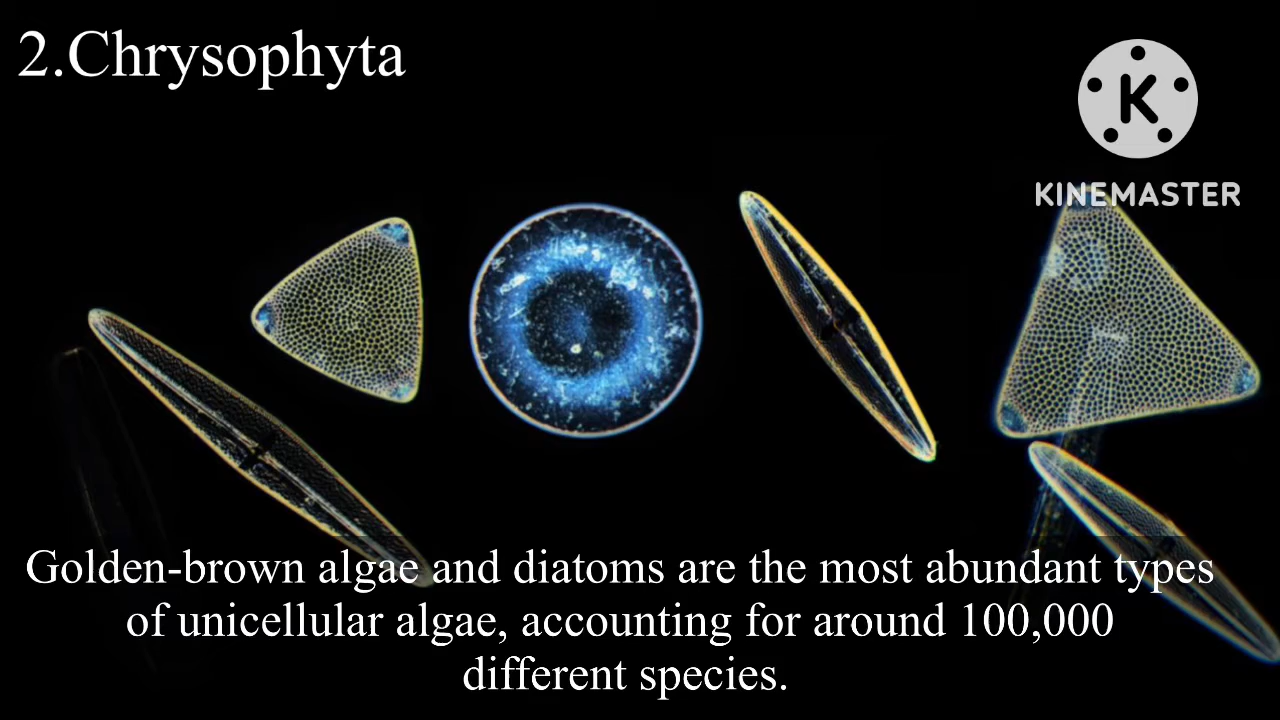 2.Chrysophyta
K
KINEMASTER
Golden-brown algae and diatoms are the most abundant types
of unicellular algae, accounting for around 100,000
different species.